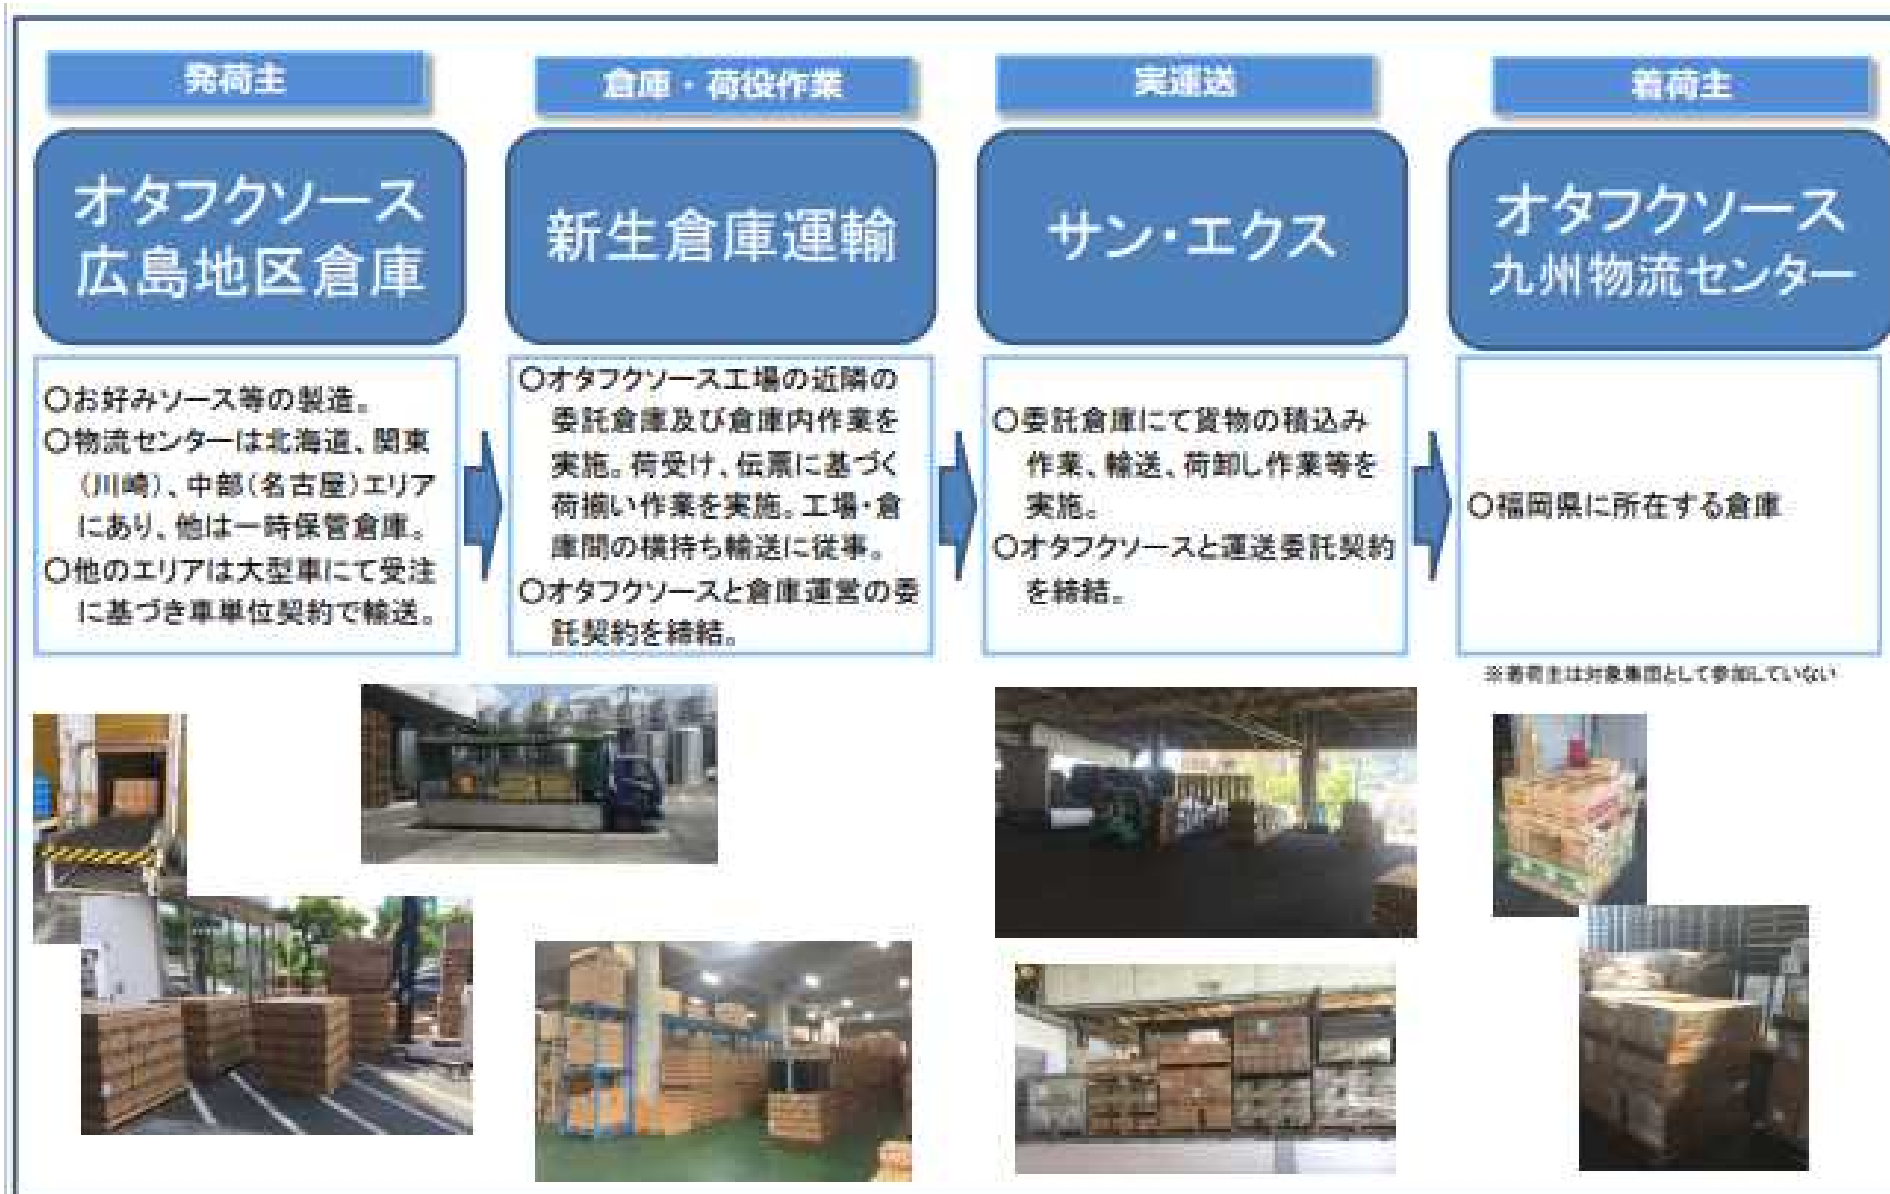 発荷主
オタフクソース
広島地区倉庫
〇お好みソース等の製造。
〇物流センターは北海道、関東
(川崎)、中部(名古屋)エリア
にあり、他は一時保管倉庫。
〇他のエリアは大型車にて受注
に基づき車単位契約で輸送。
倉庫・荷役作業
新生倉庫運輸
〇オタフクソース工場の近隣の
委託倉庫及び倉庫内作業を
実施。荷受け、伝票に基づく
荷揃い作業を実施。工場・倉
庫間の横持ち輸送に従事。
〇オタフクソースと倉庫運営の委
託契約を締結。
実運送
サン・エクス
〇委託倉庫にて貨物の積込み
作業、輸送、荷卸し作業等を
実施。
〇オタフクソースと運送委託契約
を締結。
着荷主
オタフクソース
九州物流センター
〇福岡県に所在する倉庫
※着荷主は対象集団として参加していない